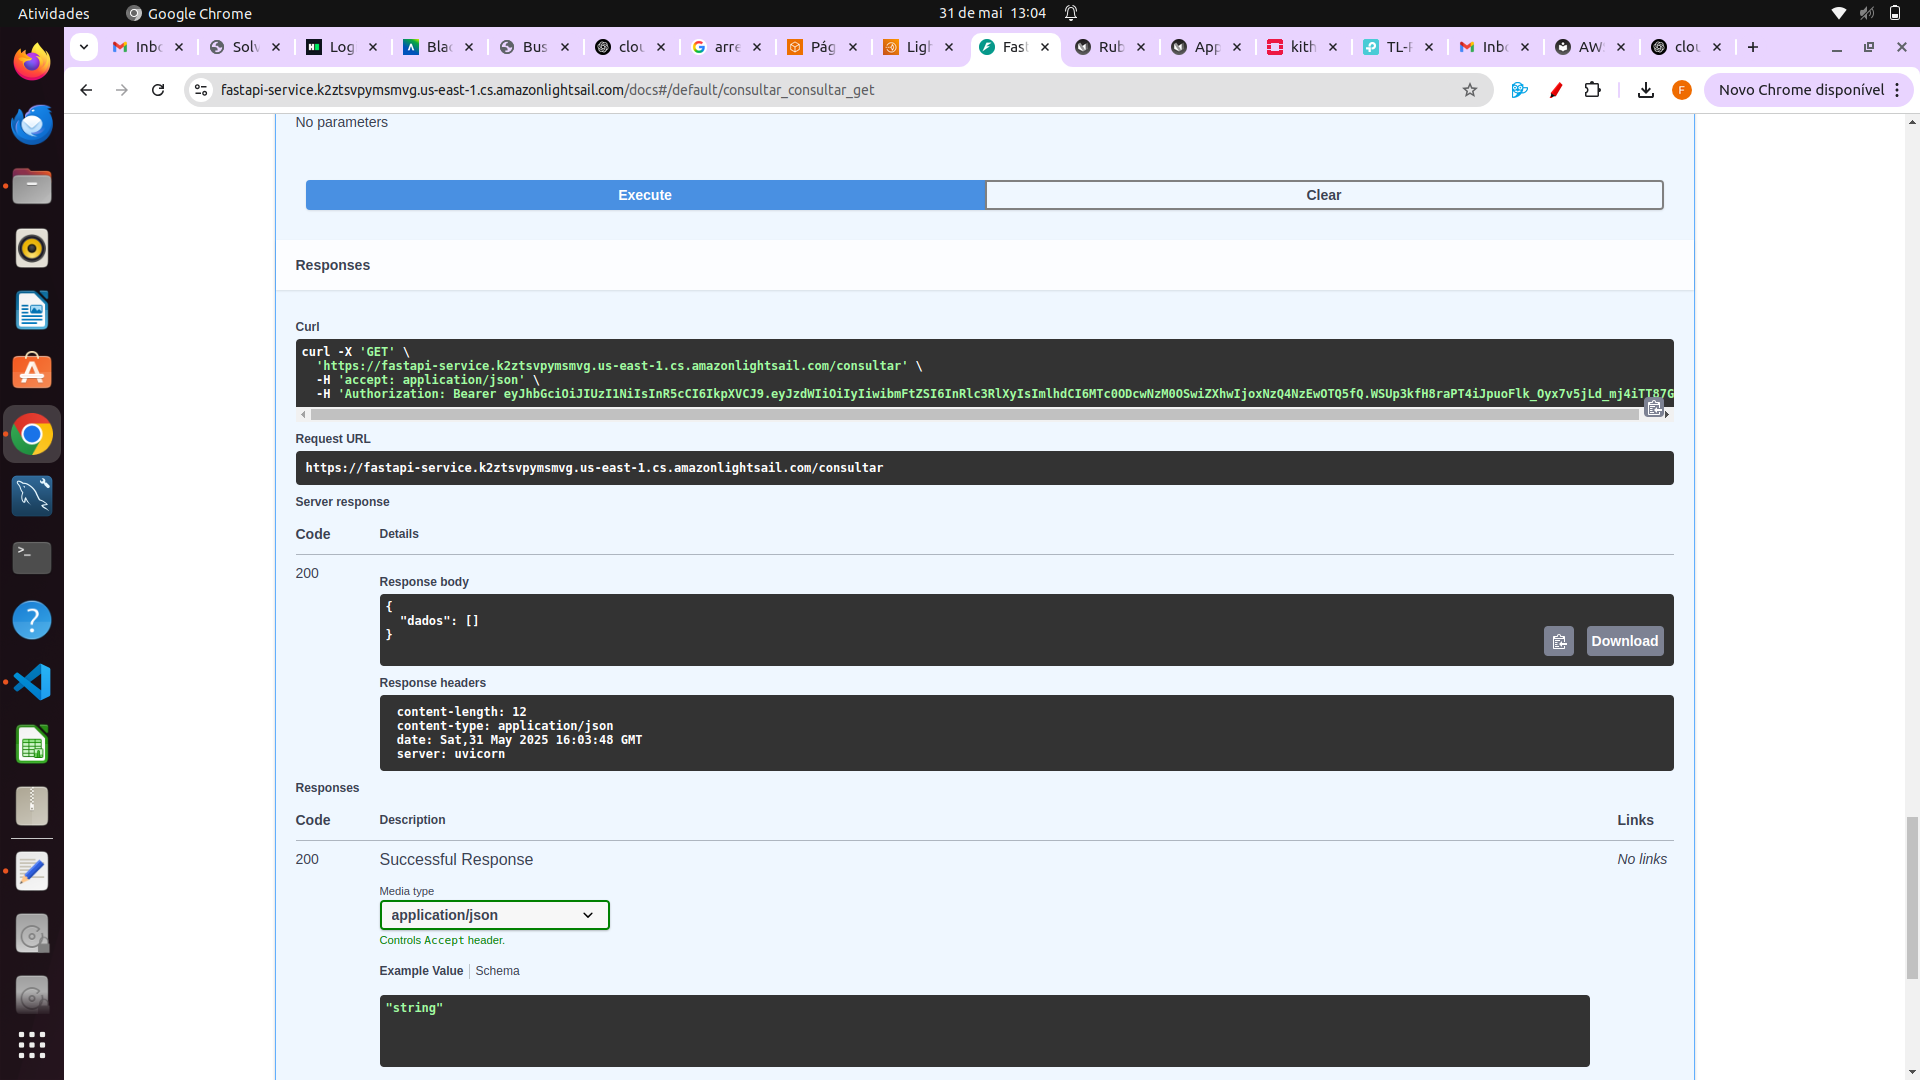 Atividades
Google Chrome
31 de mai 13:04
Inbo
Solv
Log
Blac
Bus
clou
arre
Pág
Ligh
Fast
Rub
App
kith
TL-F
Inbo
AWS
clou
fastapi-service.k2ztsvpymsmvg.us-east-1.cs.amazonlightsail.com/docs#/default/consultar_consultar_get
F
Novo Chrome disponível
No parameters
Execute
Clear
Responses
Curl
curl -X 'GET' \
'https://fastapi-service.k2ztsvpymsmvg.us-east-1.cs.amazonlightsail.com/consultar' \
-H 'accept: application/json' \
-H 'Authorization: Bearer
Request URL
https://fastapi-service.k2ztsvpymsmvg.us-east-1.cs.amazonlightsail.com/consultar
Server response
Code
Details
200
Response body
{
"dados": []
}
Download
Response headers
content-length: 12
content-type: application/json
date: Sat,31 May 2025 16:03:48 GMT
server: uvicorn
Responses
Code
Description
Links
200
Successful Response
No links
Media type
application/json
Controls Accept header.
Example Value
Schema
"string"